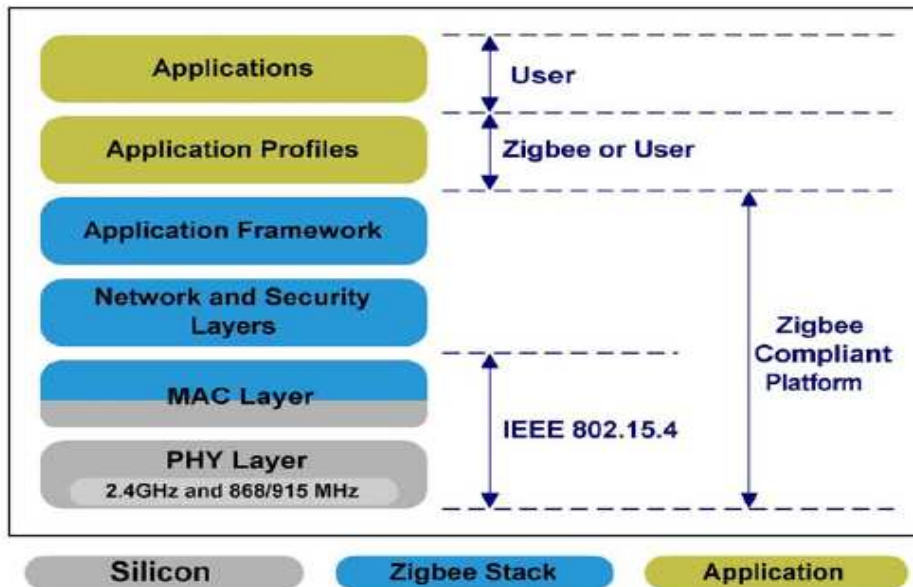 Applications
User
Application Profiles
Zigbee or User
Application Framework
Network and Security
Layers
Zigbee
Compliant
Platform
MAC Layer
IEEE 802.15.4
PHY Layer
2.4GHz and 868/915 MHz
Silicon
Zigbee Stack
Application